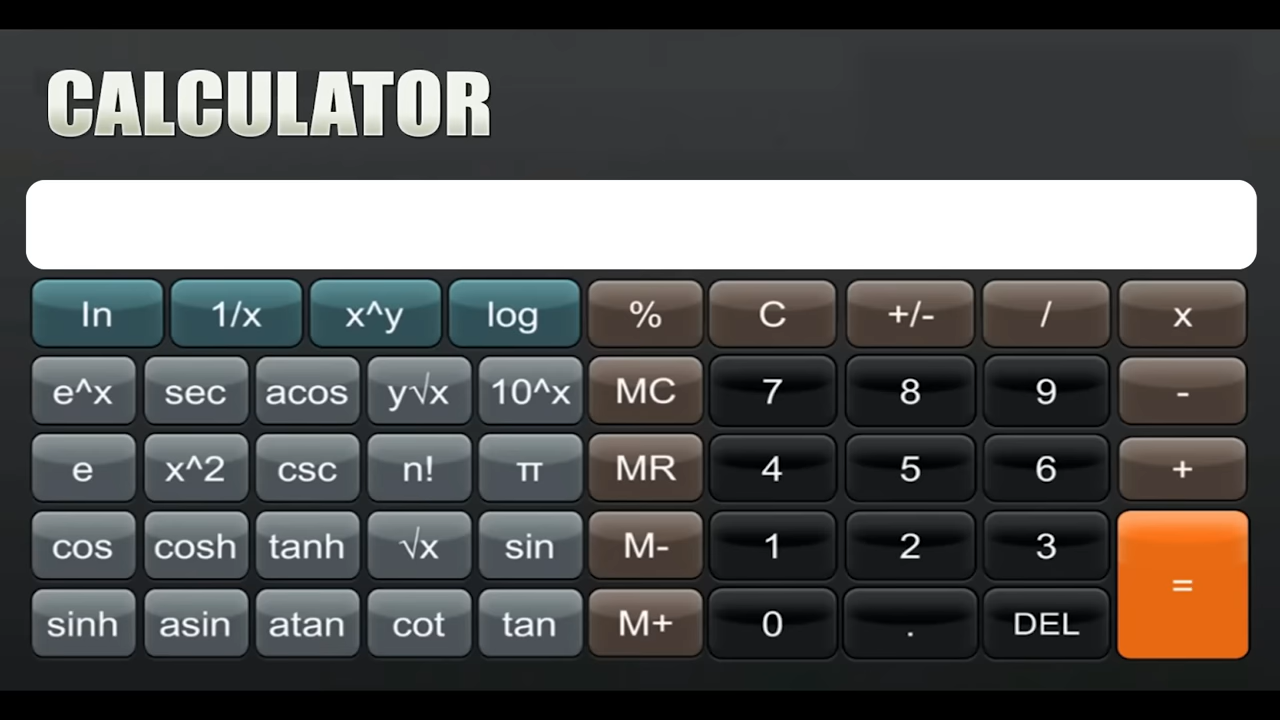 CALCULATOR
ln 1/x x^y log % C +/- / x
e^x sec acos y√x 10^x MC 7 8 9 -
e x^2 csc n! π MR 4 5 6 +
cos cosh tanh √x sin M- 1 2 3 =
sinh asin atan cot tan M+ 0 . DEL